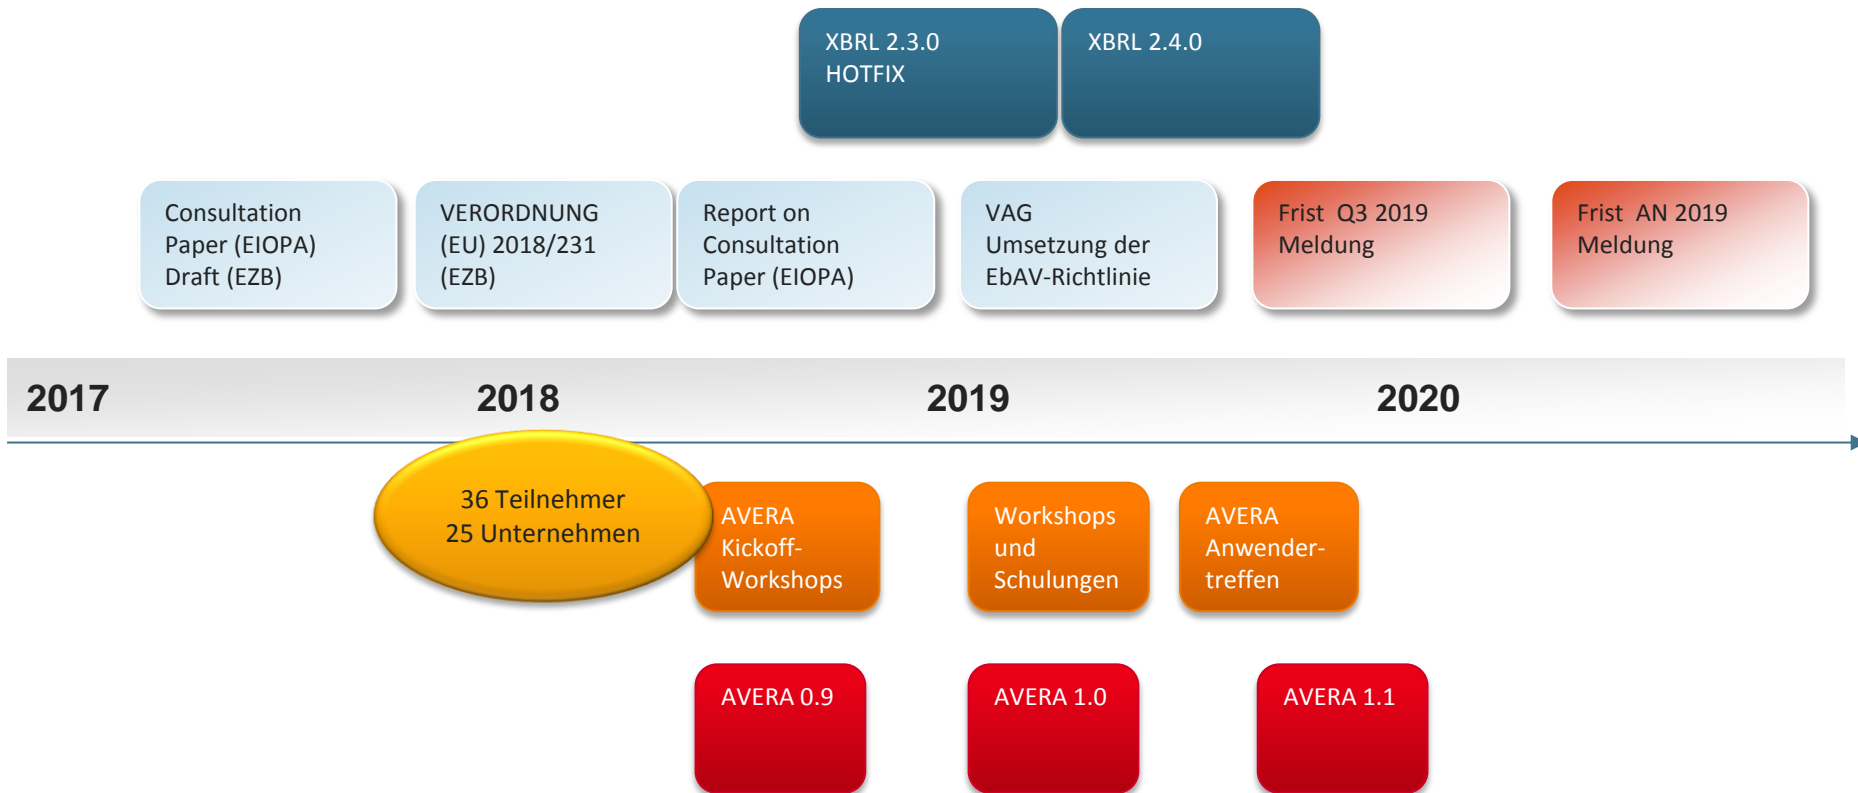 XBRL 2.3.0
HOTFIX
XBRL 2.4.0
Consultation
Paper (EIOPA)
Draft (EZB)
VERORDNUNG
(EU) 2018/231
(EZB)
Report on
Consultation
Paper (EIOPA)
VAG
Umsetzung der
EbAV-Richtlinie
Frist Q3 2019
Meldung
Frist AN 2019
Meldung
2017
2018
2019
2020
36 Teilnehmer
25 Unternehmen
AVERA
Kickoff-
Workshops
Workshops
und
Schulungen
AVERA
Anwender-
treffen
AVERA 0.9
AVERA 1.0
AVERA 1.1